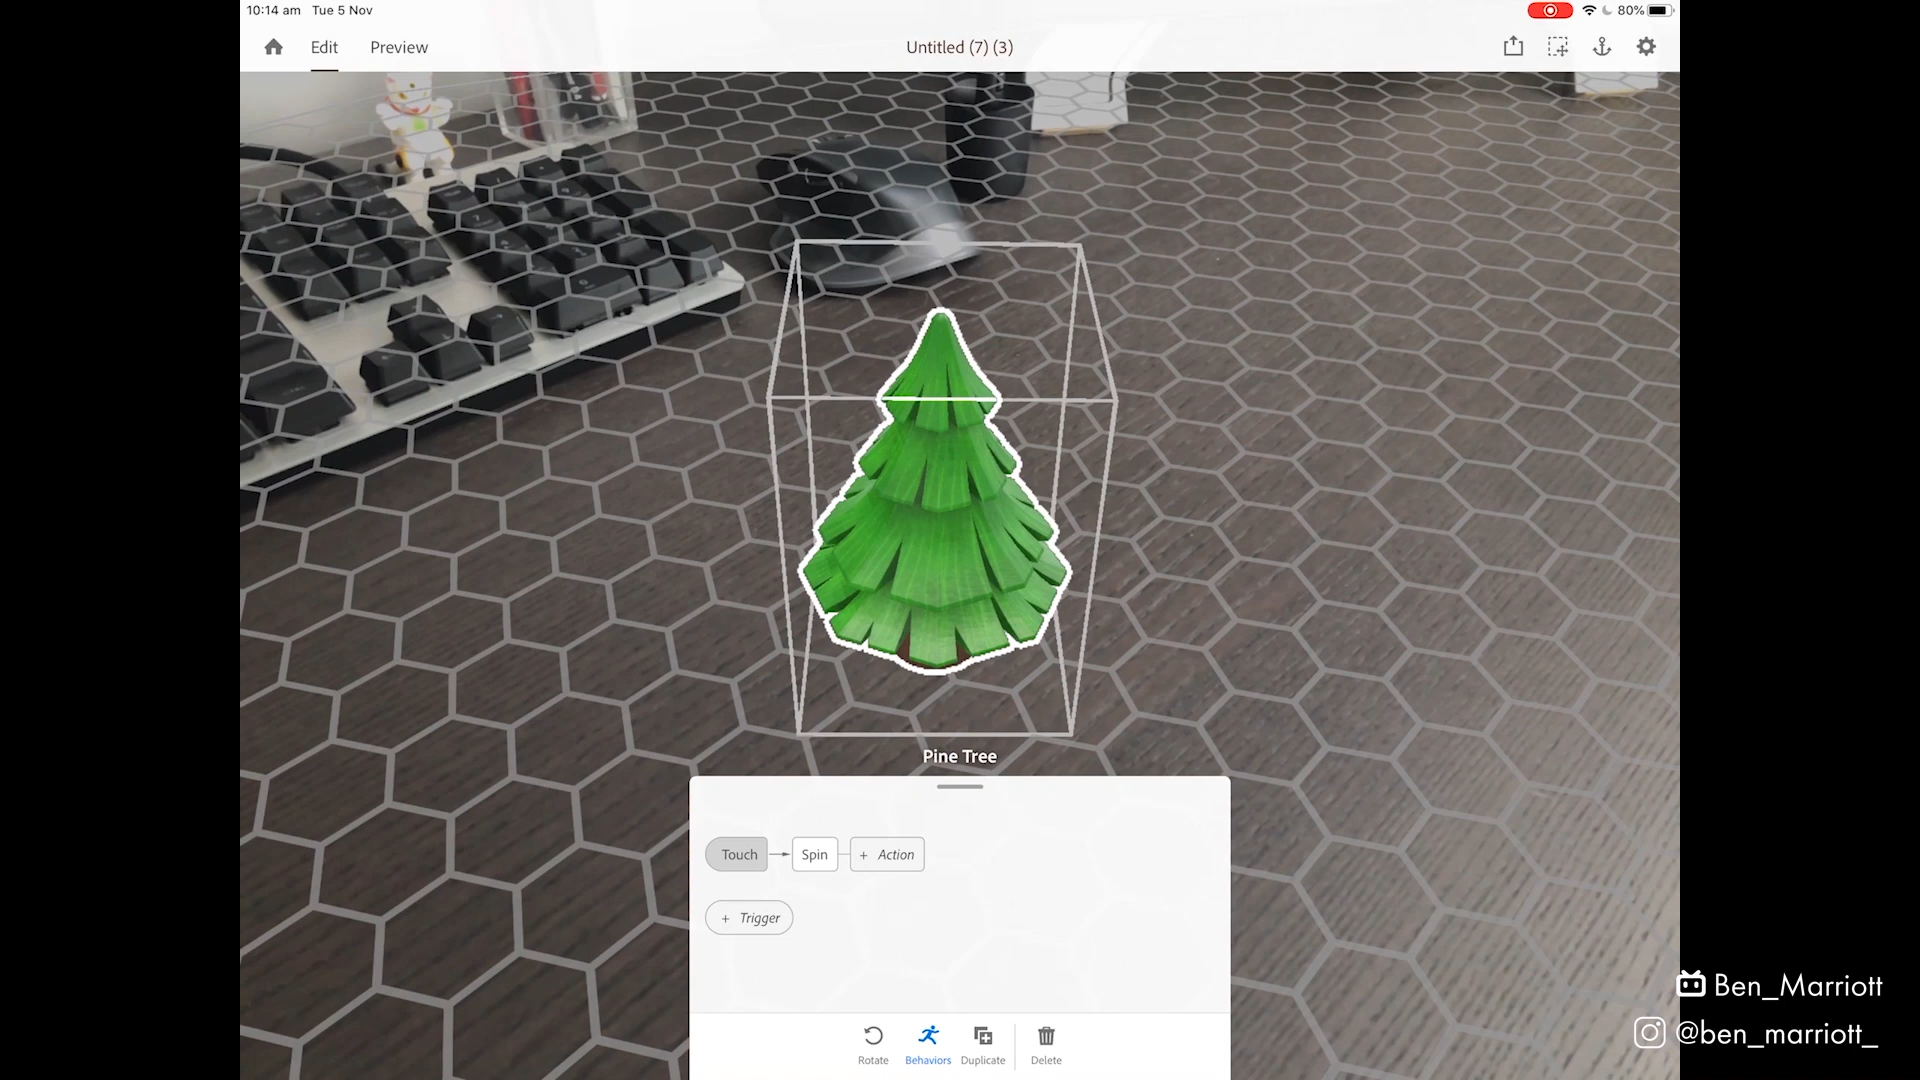 10:14 am Tue 5 Nov
80%
Edit Preview
Untitled (7) (3)
Pine Tree
Touch Spin + Action
+ Trigger
Rotate Behaviors Duplicate Delete
Ben_Marriott
@ben_marriott_